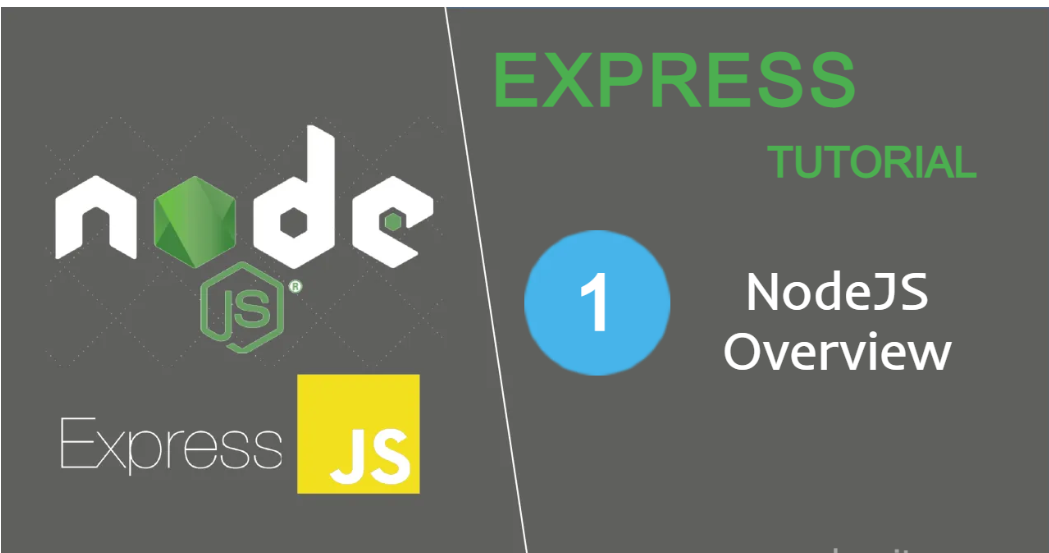 node
JS
®
Express
JS
EXPRESS
TUTORIAL
1
NodeJS
Overview